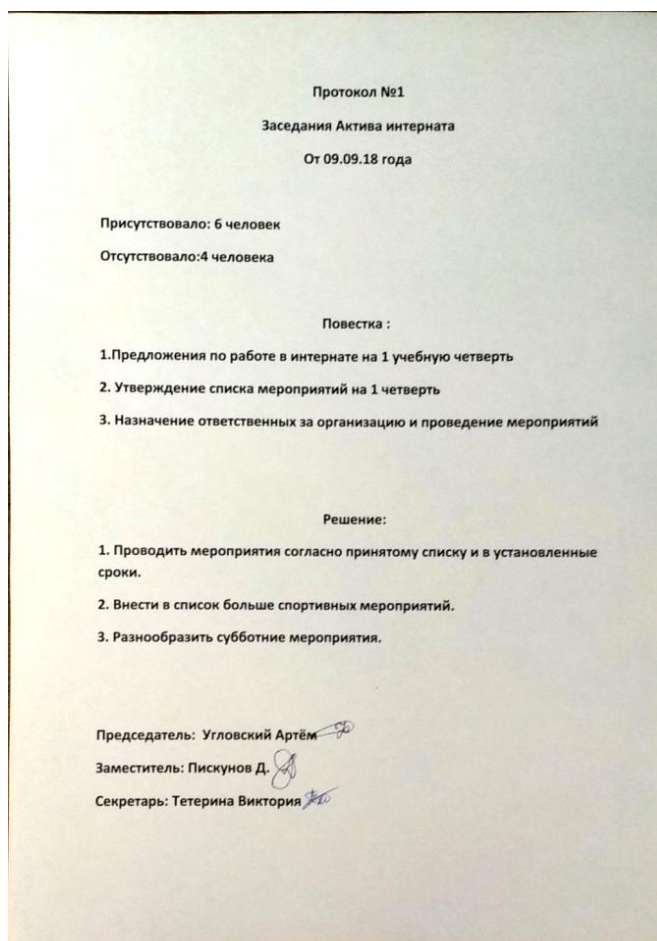 Протокол №1
Заседания Актива интерната
От 09.09.18 года
Присутствовало: 6 человек
Отсутствовало:4 человека
Повестка :
1.Предложения по работе в интернате на 1 учебную четверть
2. Утверждение списка мероприятий на 1 четверть
3. Назначение ответственных за организацию и проведение мероприятий
Решение:
1. Проводить мероприятия согласно принятому списку и в установленные
сроки.
2. Внести в список больше спортивных мероприятий.
3. Разнообразить субботние мероприятия.
Председатель: Угловский Артём
Заместитель: Пискунов Д.
Секретарь: Тетерина Виктория